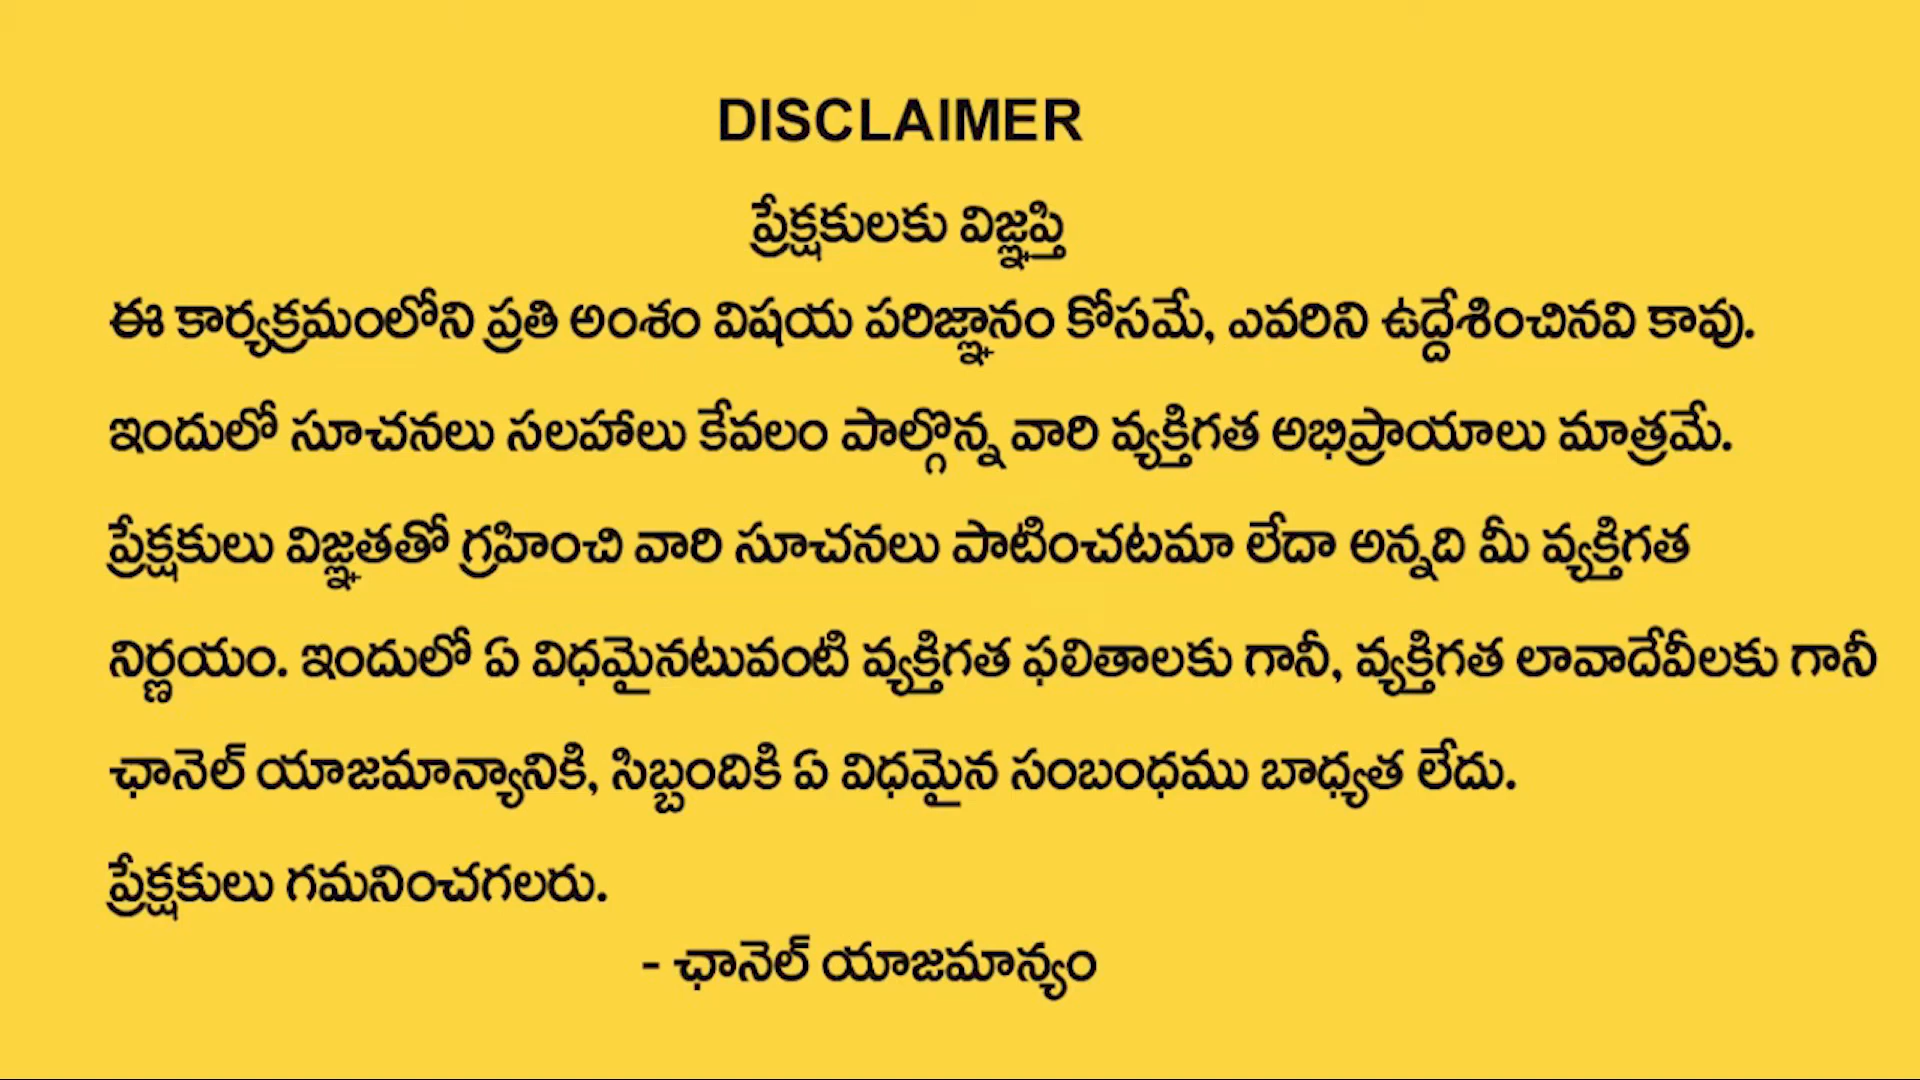 DISCLAIMER
ప్రేక్షకులకు విజ్ఞప్తి
ఈ కార్యక్రమంలోని ప్రతి అంశం విషయ పరిజ్ఞానం కోసమే, ఎవరిని ఉద్దేశించినవి కావు.
ఇందులో సూచనలు సలహాలు కేవలం పాల్గొన్న వారి వ్యక్తిగత అభిప్రాయాలు మాత్రమే.
ప్రేక్షకులు విజ్ఞతతో గ్రహించి వారి సూచనలు పాటించటమా లేదా అన్నది మీ వ్యక్తిగత
నిర్ణయం. ఇందులో ఏ విధమైనటువంటి వ్యక్తిగత ఫలితాలకు గానీ, వ్యక్తిగత లావాదేవీలకు గానీ
ఛానెల్ యాజమాన్యానికి, సిబ్బందికి ఏ విధమైన సంబంధము బాధ్యత లేదు.
ప్రేక్షకులు గమనించగలరు.
- ఛానెల్ యాజమాన్యం